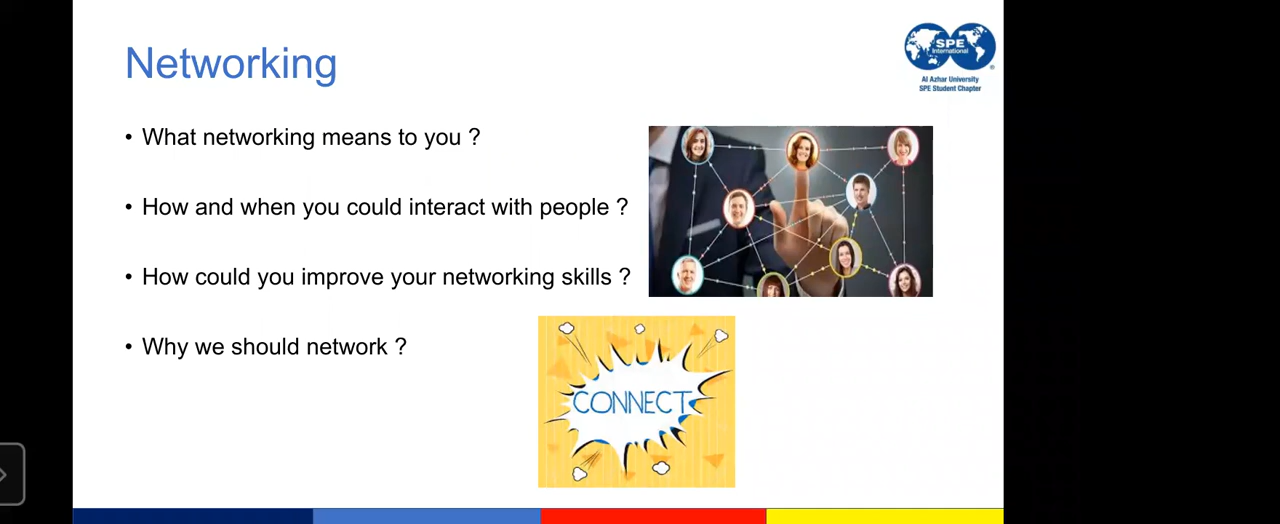 Networking
SPE
International
Al Azhar University
SPE Student Chapter
• What networking means to you ?
• How and when you could interact with people ?
• How could you improve your networking skills ?
• Why we should network ?
CONNECT